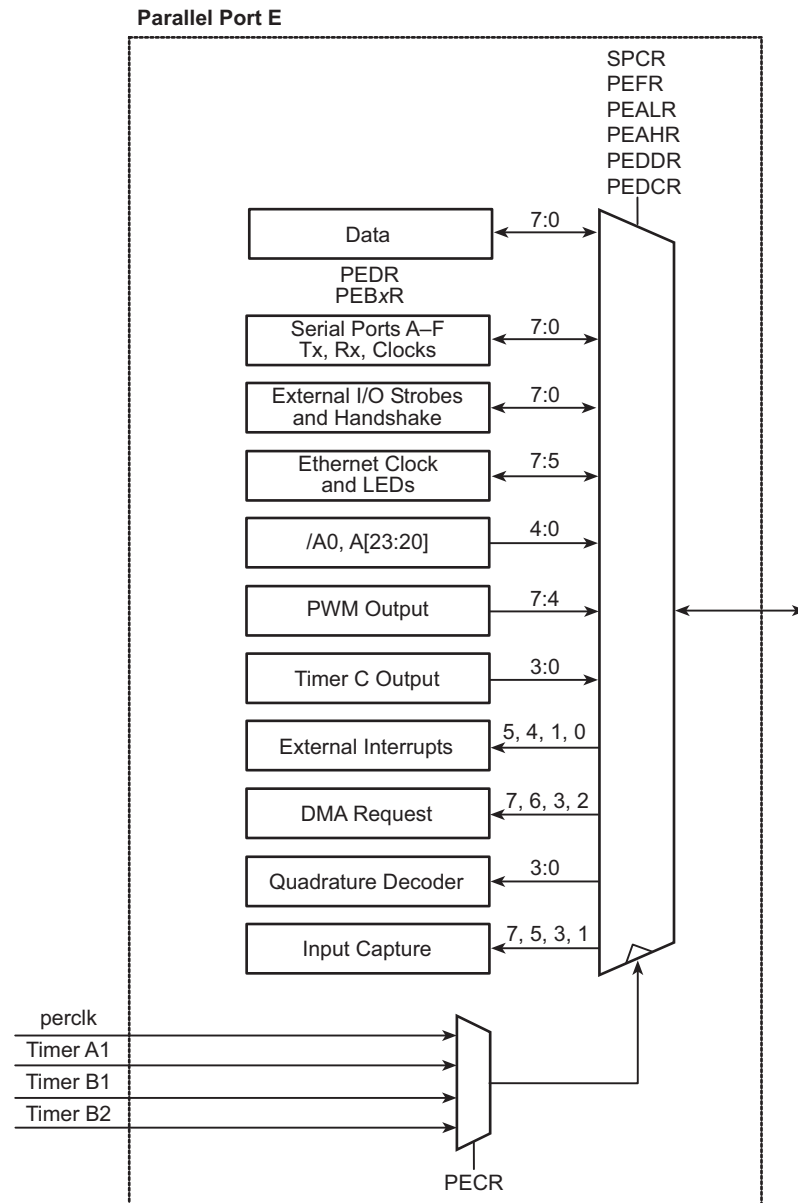 Parallel Port E
SPCR
PEFR
PEALR
PEAHR
PEDDR
PEDCR
Data
7:0
PEDR
PEBxR
Serial Ports A–F
Tx, Rx, Clocks
7:0
External I/O Strobes
and Handshake
7:0
Ethernet Clock
and LEDs
7:5
/A0, A[23:20]
4:0
PWM Output
7:4
Timer C Output
3:0
External Interrupts
5, 4, 1, 0
DMA Request
7, 6, 3, 2
Quadrature Decoder
3:0
Input Capture
7, 5, 3, 1
perclk
Timer A1
Timer B1
Timer B2
PECR